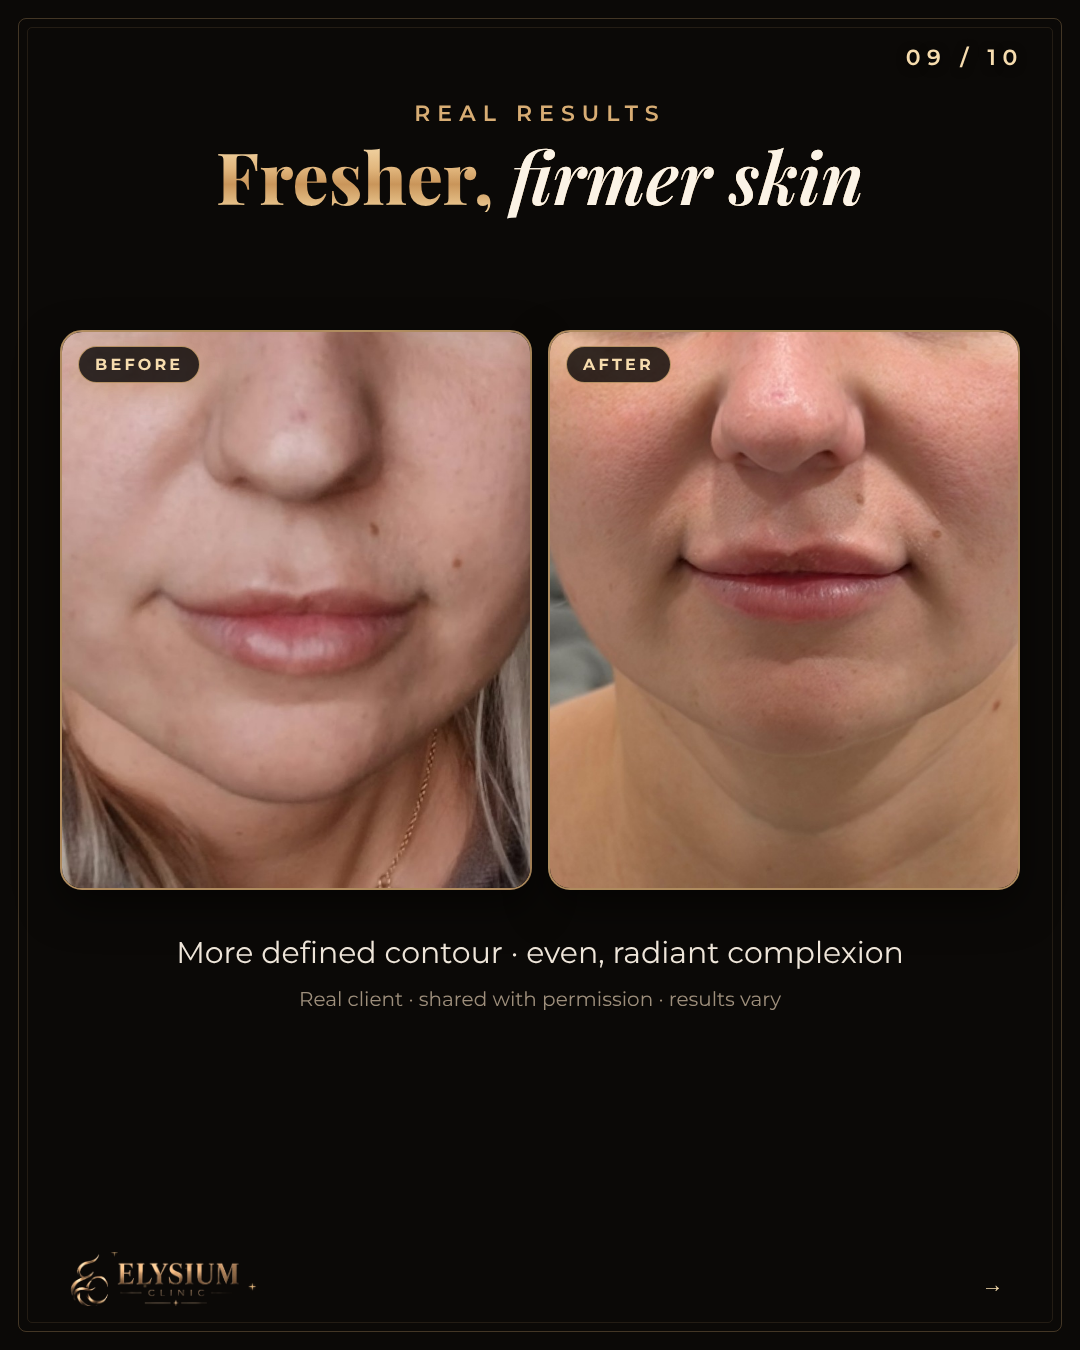 09 / 10
REAL RESULTS
Fresher, firmer skin
BEFORE
AFTER
More defined contour · even, radiant complexion
Real client · shared with permission · results vary
ELYSIUM
CLINIC
→